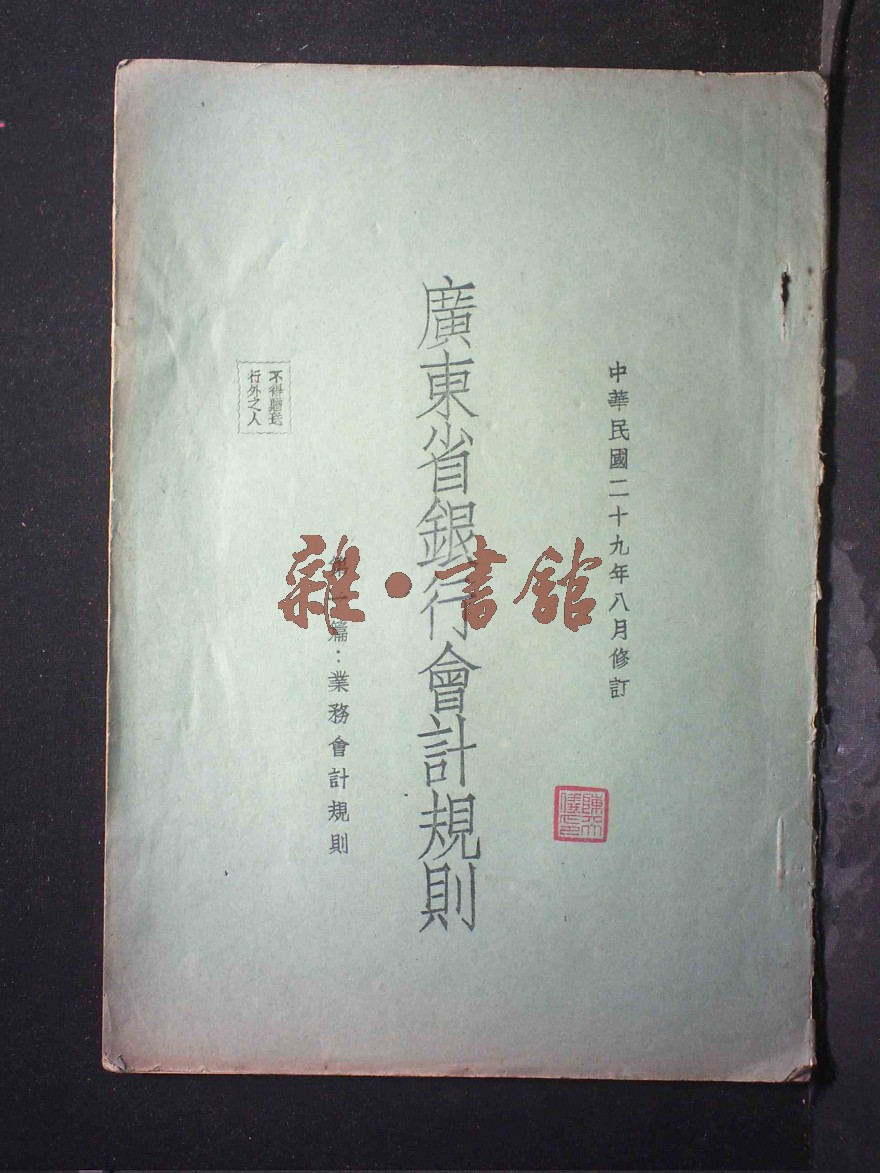 中華民國二十九年八月修訂
廣東省銀行會計規則
第一篇：業務會計規則
不得贈送
行外之人
雜·書館